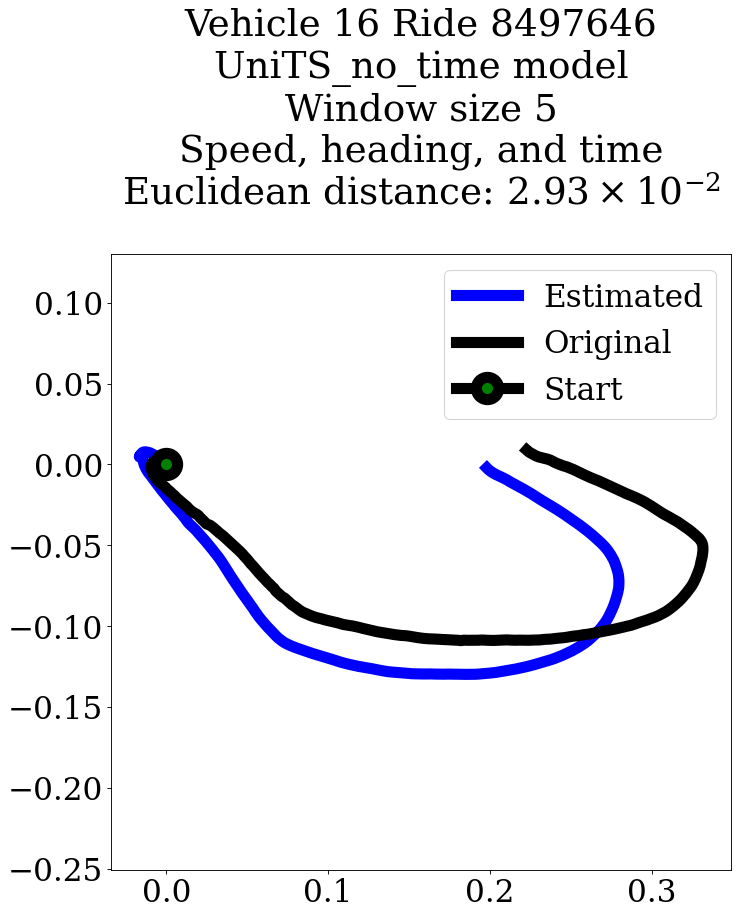 Vehicle 16 Ride 8497646
UniTS_no_time model
Window size 5
Speed, heading, and time
Euclidean distance: 2.93 × 10⁻²
Estimated
Original
Start
0.10
0.05
0.00
−0.05
−0.10
−0.15
−0.20
−0.25
0.0 0.1 0.2 0.3